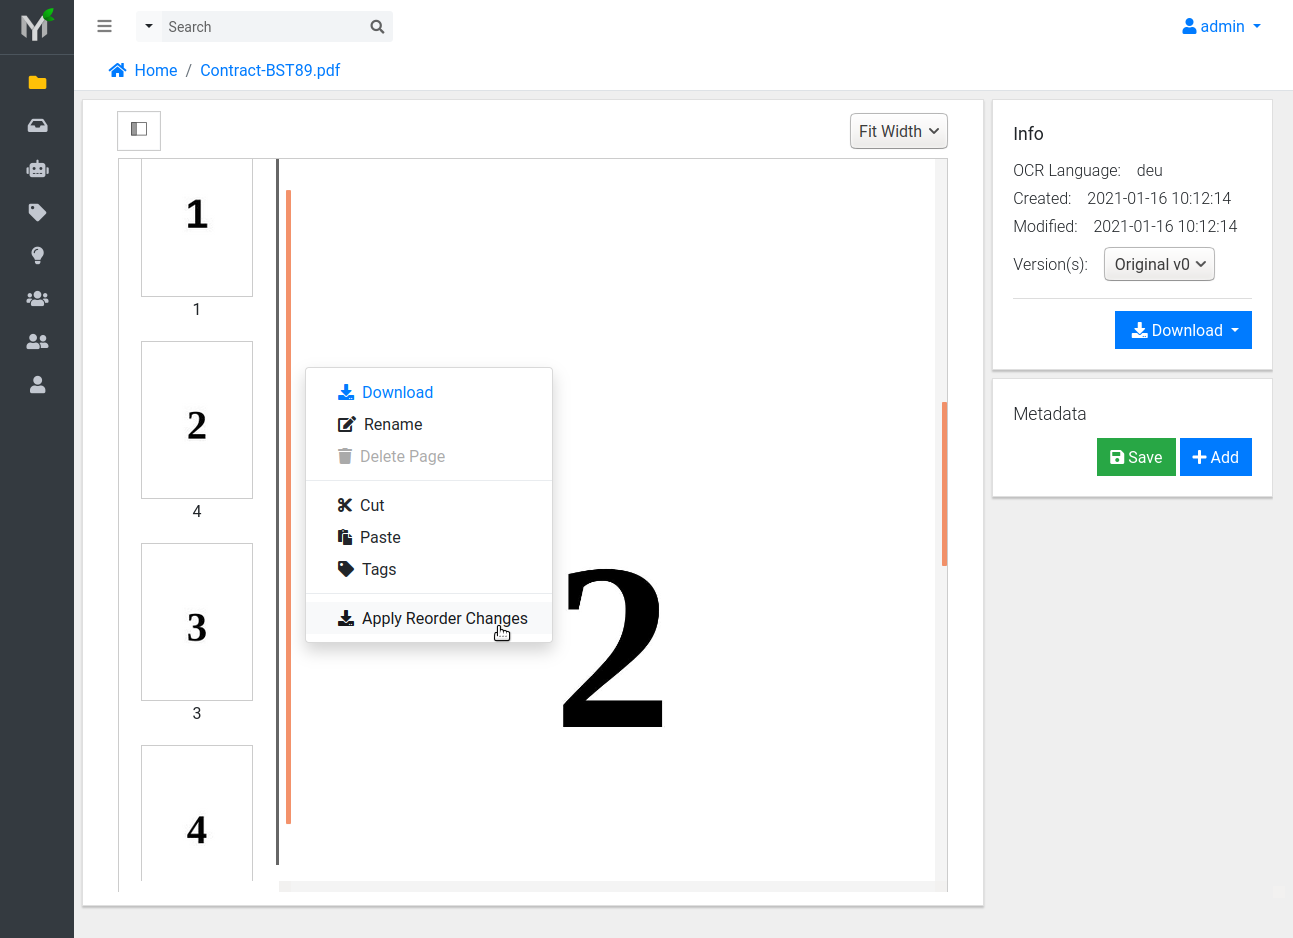 Search
admin
Home / Contract-BST89.pdf
Fit Width
1
1
2
4
3
3
4
Download
Rename
Delete Page
Cut
Paste
Tags
Apply Reorder Changes
2
Info
OCR Language: deu
Created: 2021-01-16 10:12:14
Modified: 2021-01-16 10:12:14
Version(s): Original v0
Download
Metadata
Save Add